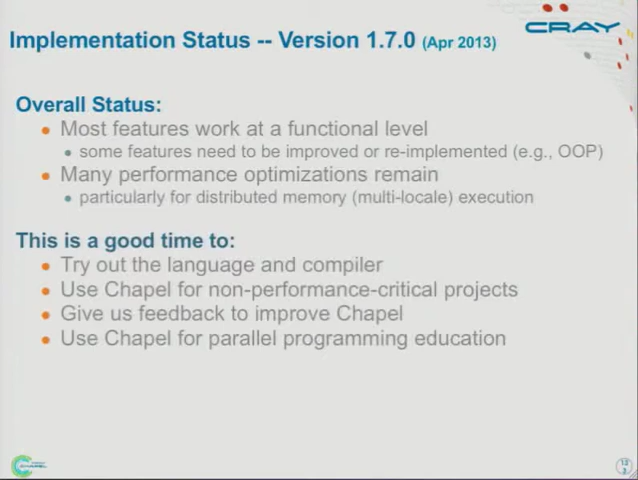 CRAY
Implementation Status -- Version 1.7.0 (Apr 2013)
Overall Status:
Most features work at a functional level
some features need to be improved or re-implemented (e.g., OOP)
Many performance optimizations remain
particularly for distributed memory (multi-locale) execution
This is a good time to:
Try out the language and compiler
Use Chapel for non-performance-critical projects
Give us feedback to improve Chapel
Use Chapel for parallel programming education
CHAPEL